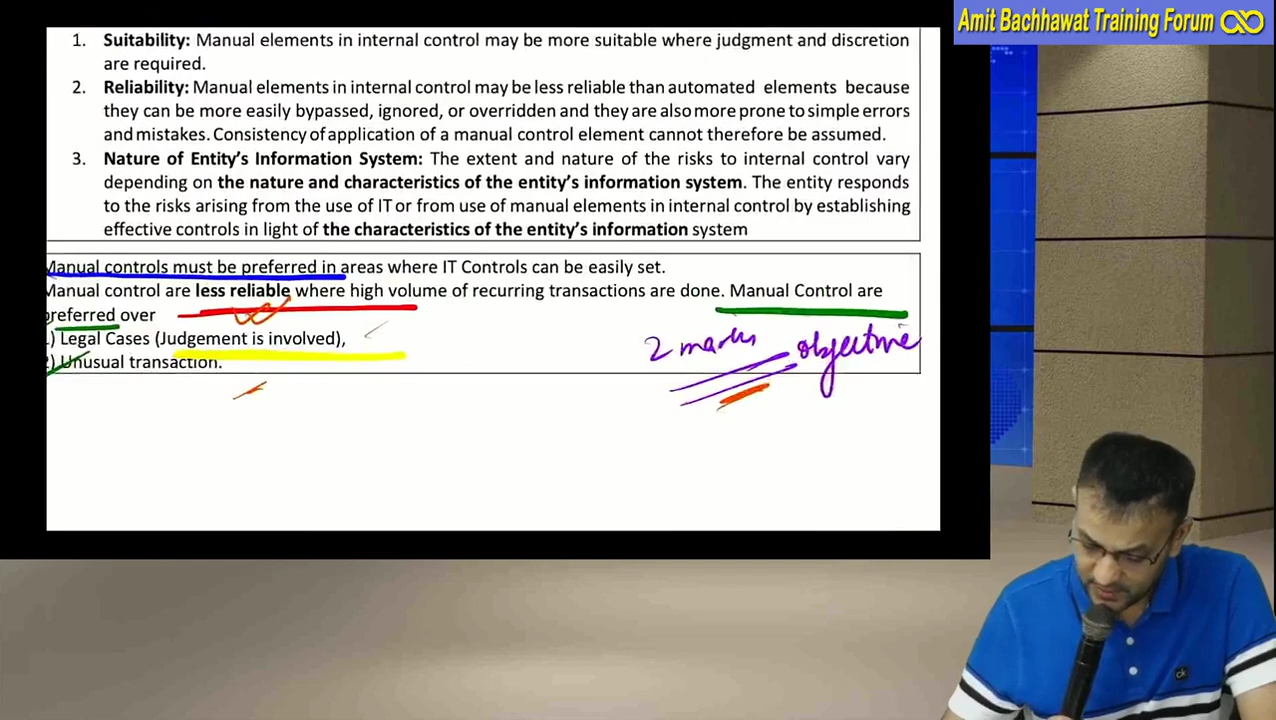 Amit Bachhawat Training Forum
1. Suitability: Manual elements in internal control may be more suitable where judgment and discretion
are required.
2. Reliability: Manual elements in internal control may be less reliable than automated elements because
they can be more easily bypassed, ignored, or overridden and they are also more prone to simple errors
and mistakes. Consistency of application of a manual control element cannot therefore be assumed.
3. Nature of Entity's Information System: The extent and nature of the risks to internal control vary
depending on the nature and characteristics of the entity's information system. The entity responds
to the risks arising from the use of IT or from use of manual elements in internal control by establishing
effective controls in light of the characteristics of the entity's information system
Manual controls must be preferred in areas where IT Controls can be easily set.
Manual control are less reliable where high volume of recurring transactions are done. Manual Control are
preferred over
1) Legal Cases (Judgement is involved),
2) Unusual transaction.
2 marks objective
ck